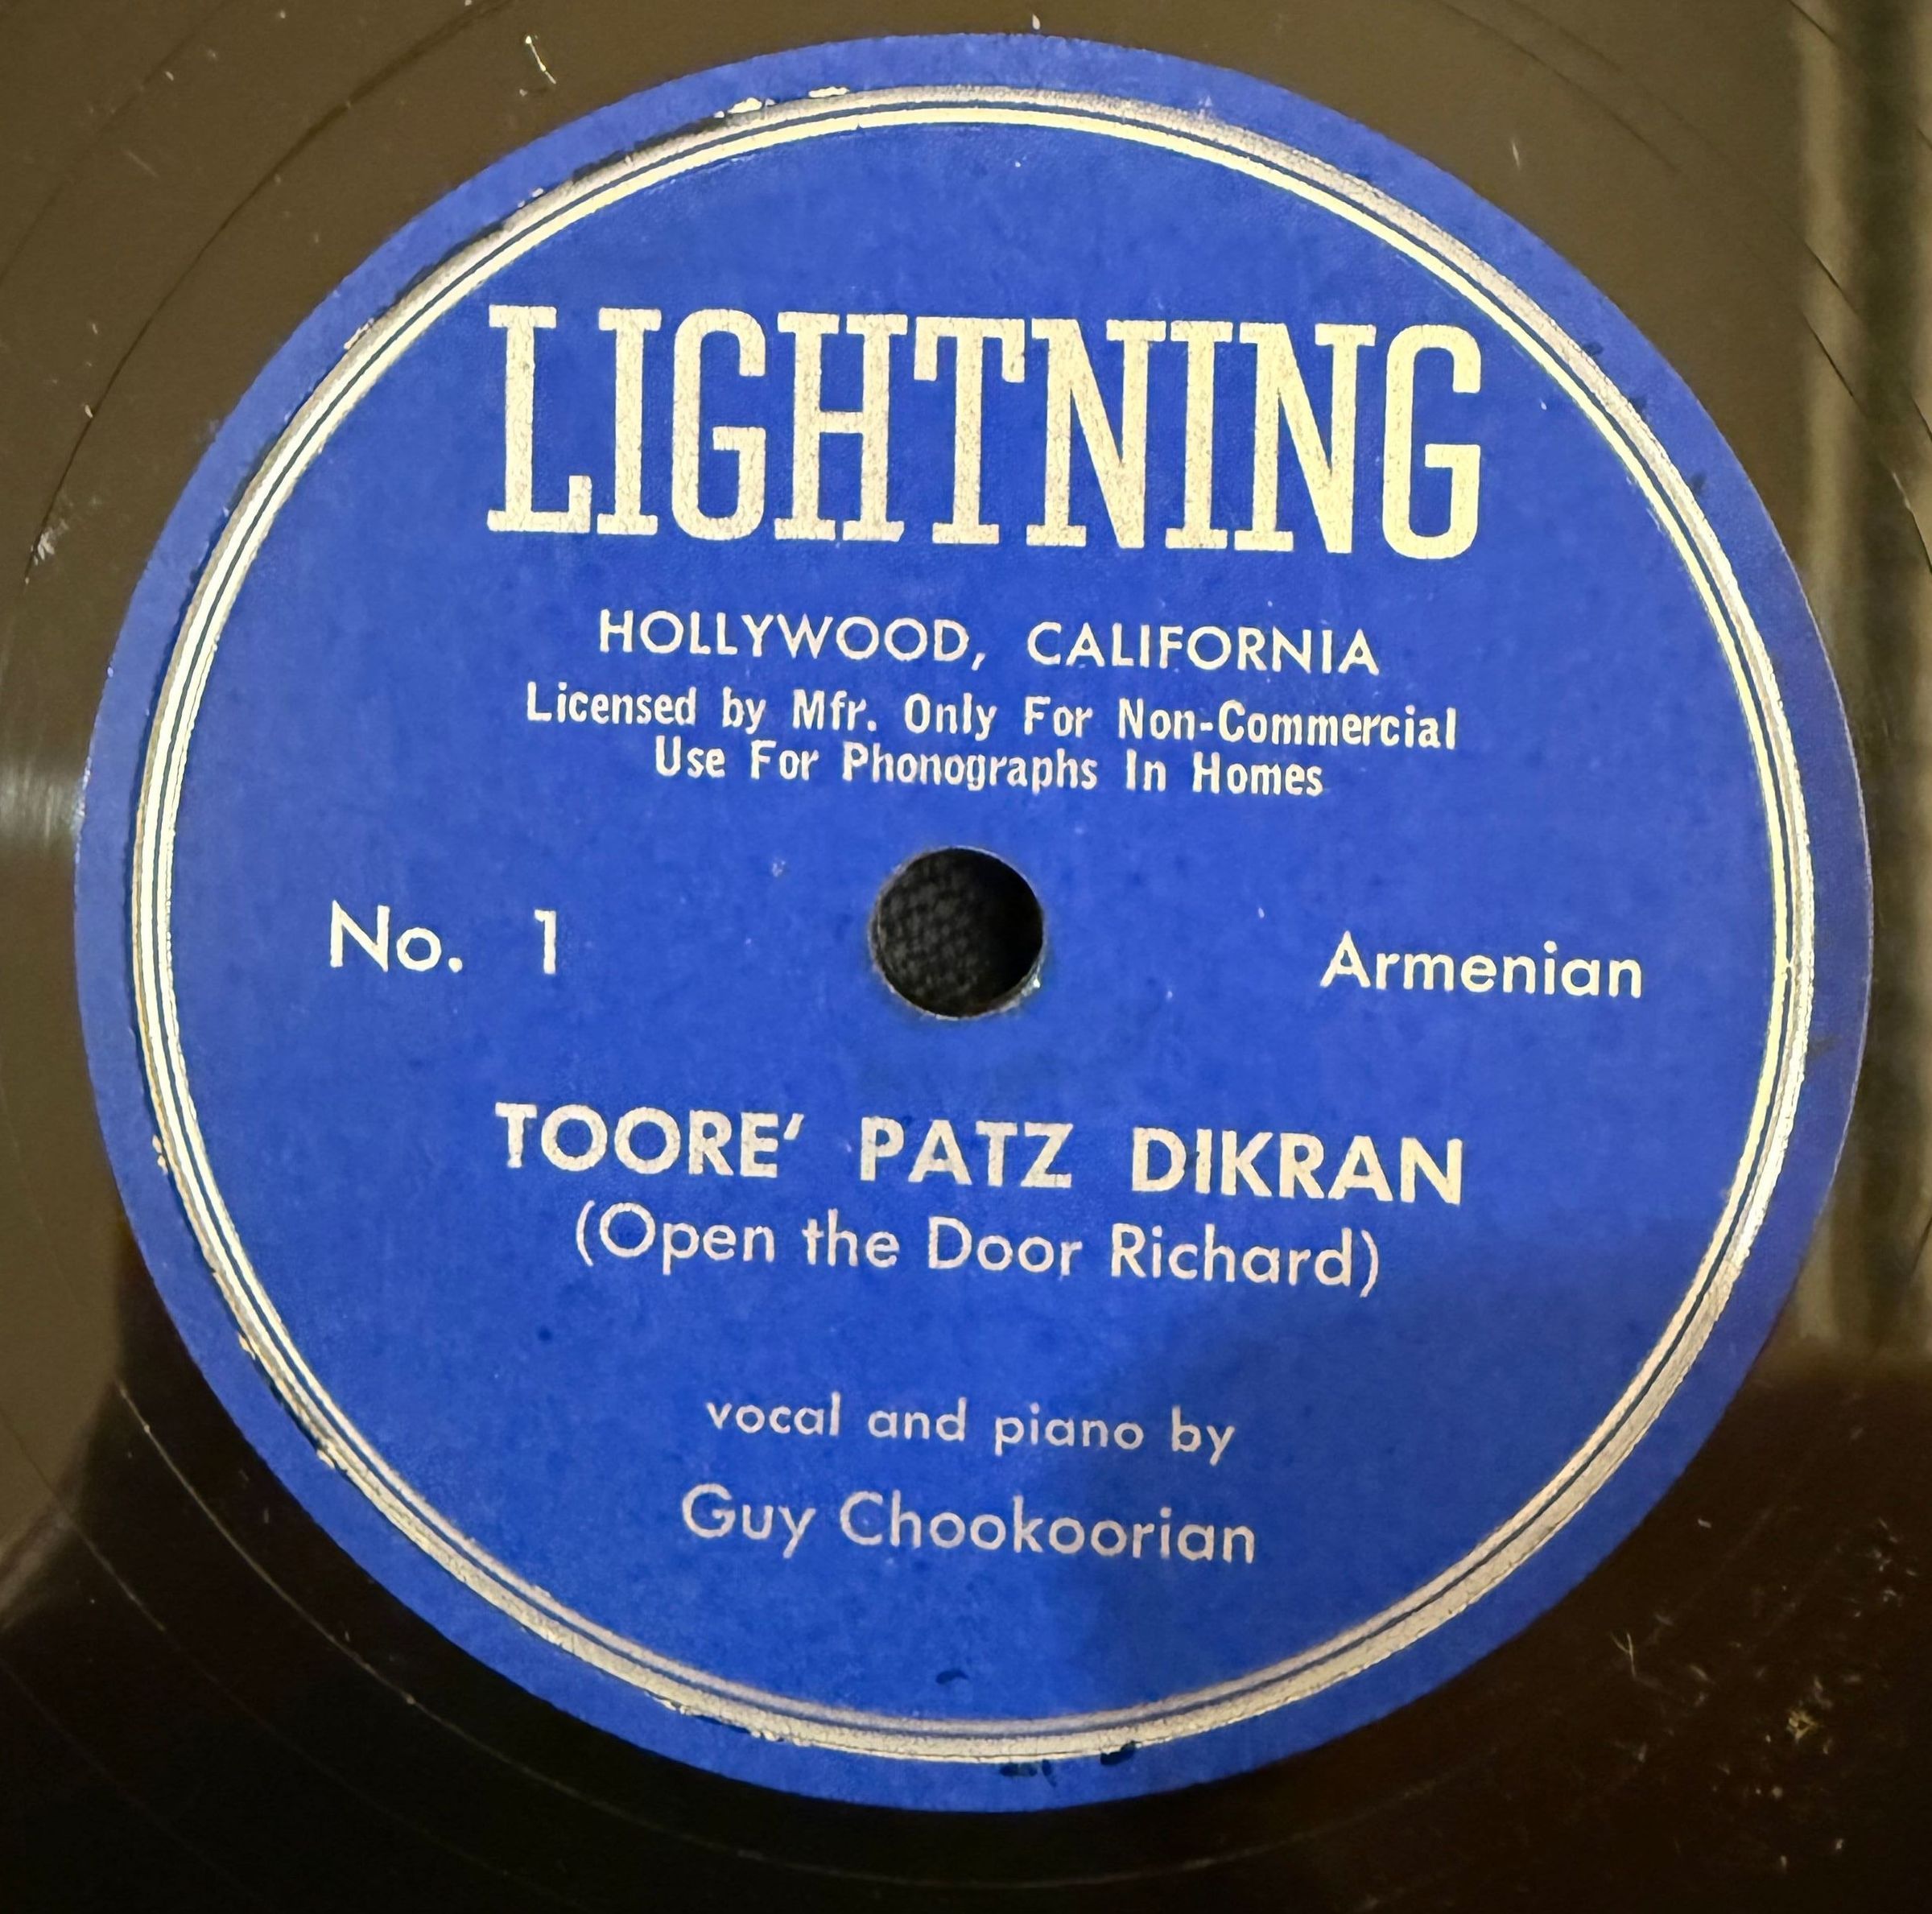 LIGHTNING
HOLLYWOOD, CALIFORNIA
Licensed by Mfr. Only For Non-Commercial
Use For Phonographs In Homes
No. 1
Armenian
TOORE' PATZ DIKRAN
(Open the Door Richard)
vocal and piano by
Guy Chookoorian